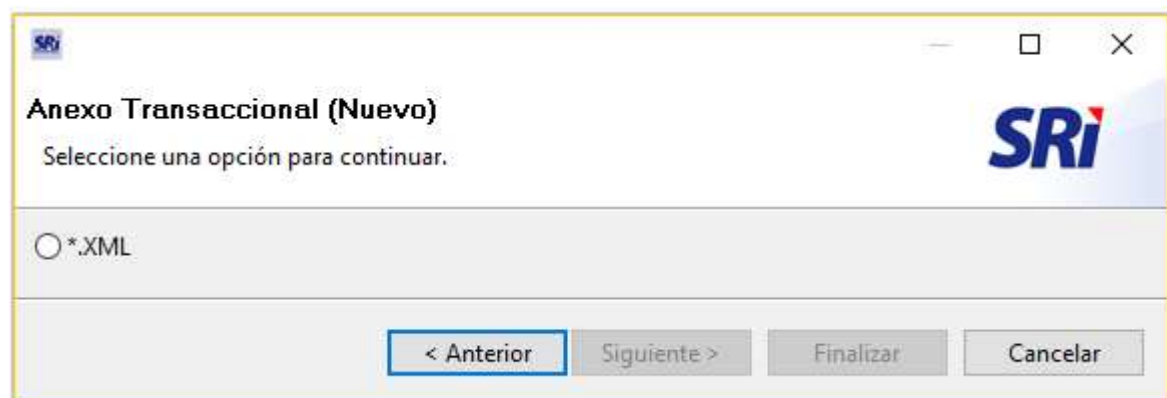 SRi
Anexo Transaccional (Nuevo)
Seleccione una opción para continuar.
SRi
*.XML
< Anterior
Siguiente >
Finalizar
Cancelar